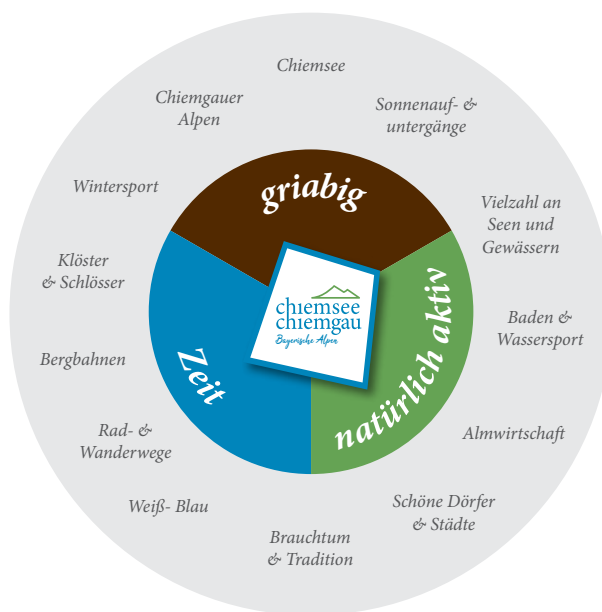 Chiemsee
Sonnenauf- &
untergänge
Vielzahl an
Seen und
Gewässern
Baden &
Wassersport
Almwirtschaft
Schöne Dörfer
& Städte
Brauchtum
& Tradition
Weiß- Blau
Rad- &
Wanderwege
Bergbahnen
Klöster
& Schlösser
Wintersport
Chiemgauer
Alpen
griabig
natürlich aktiv
Zeit
chiemsee
chiemgau
Bayerische Alpen